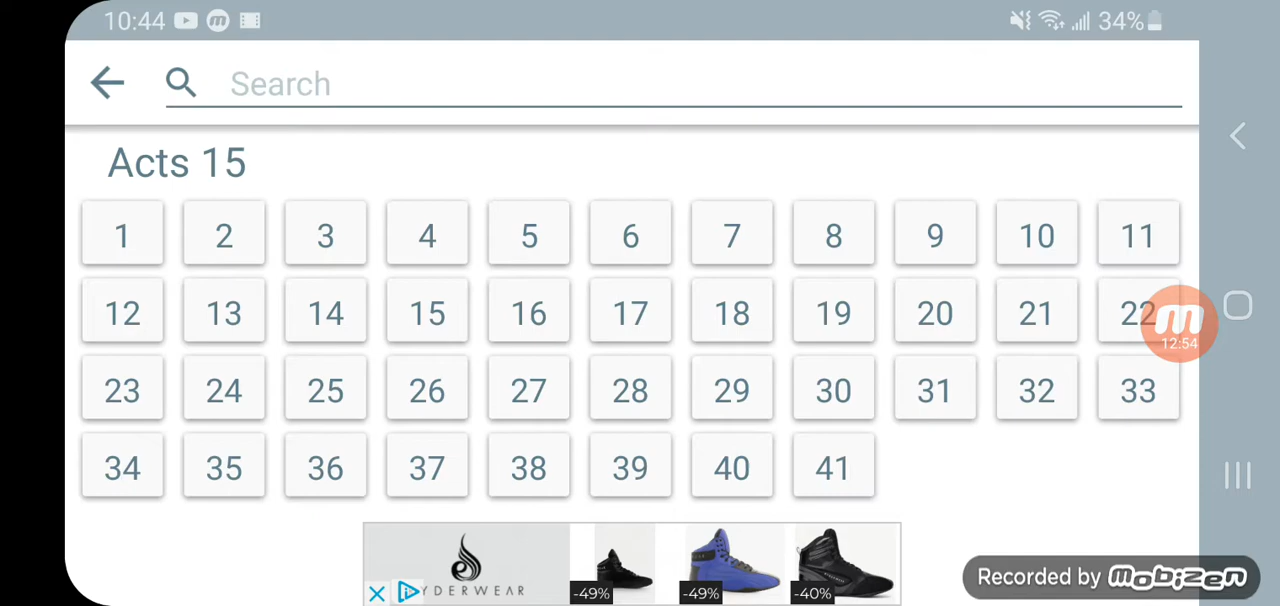 10:44 34%
Search
Acts 15
1 2 3 4 5 6 7 8 9 10 11
12 13 14 15 16 17 18 19 20 21 22
12:54
23 24 25 26 27 28 29 30 31 32 33
34 35 36 37 38 39 40 41
YDERWEAR
-49% -49% -40%
Recorded by mobizen